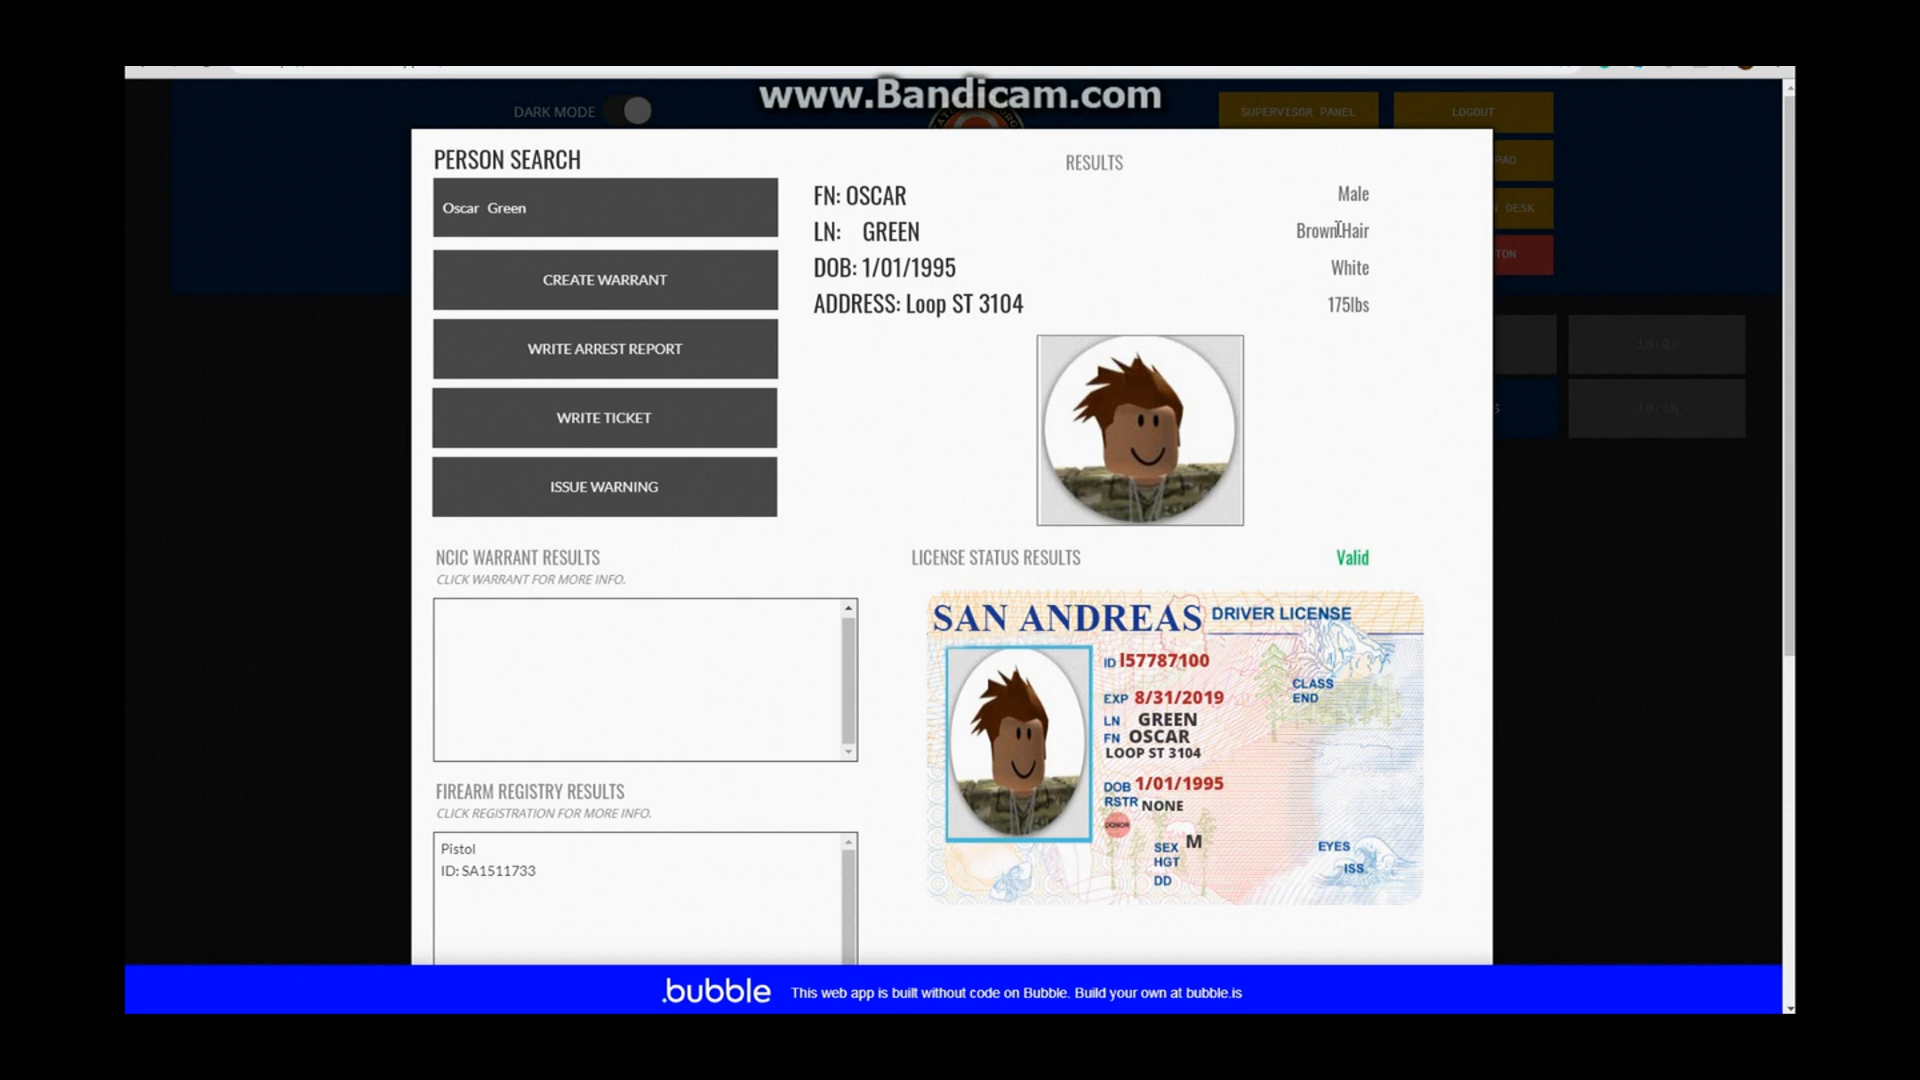 www.Bandicam.com
DARK MODE
SUPERVISOR PANEL
LOGOUT
PAD
DESK
TON
PERSON SEARCH
Oscar Green
CREATE WARRANT
WRITE ARREST REPORT
WRITE TICKET
ISSUE WARNING
RESULTS
FN: OSCAR
LN: GREEN
DOB: 1/01/1995
ADDRESS: Loop ST 3104
Male
Brown Hair
White
175lbs
NCIC WARRANT RESULTS
CLICK WARRANT FOR MORE INFO.
FIREARM REGISTRY RESULTS
CLICK REGISTRATION FOR MORE INFO.
Pistol
ID: SA1511733
LICENSE STATUS RESULTS
Valid
SAN ANDREAS DRIVER LICENSE
ID I57787100
EXP 8/31/2019
LN GREEN
FN OSCAR
LOOP ST 3104
DOB 1/01/1995
RSTR NONE
DONOR
SEX M
HGT
DD
CLASS
END
EYES
ISS
.bubble This web app is built without code on Bubble. Build your own at bubble.is